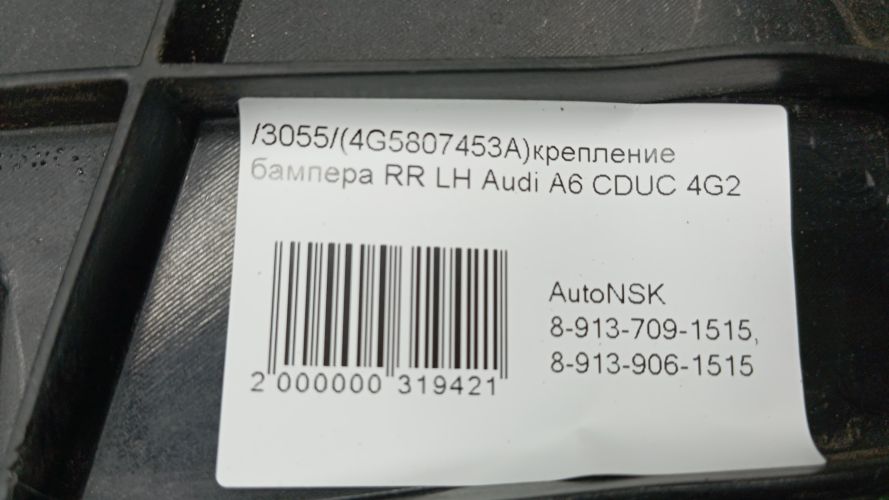 /3055/(4G5807453A)крепление
бампера RR LH Audi A6 CDUC 4G2
AutoNSK
8-913-709-1515,
8-913-906-1515
2 000000 319421